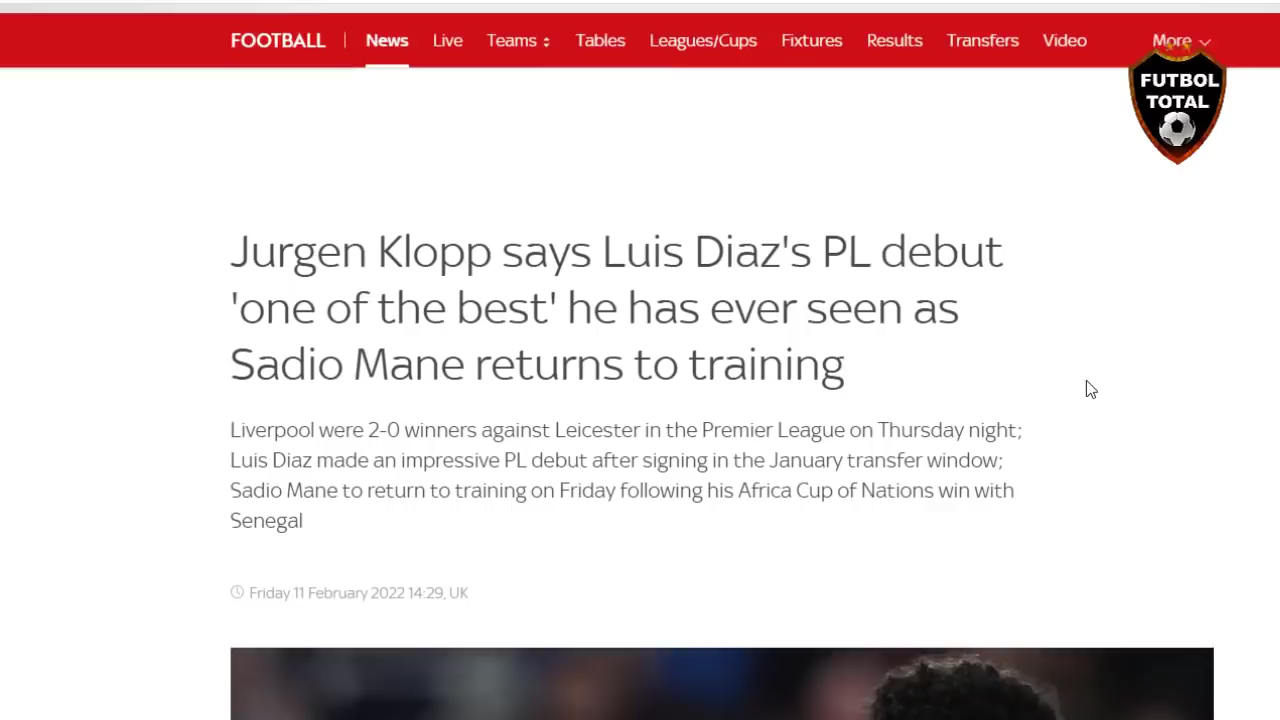 FOOTBALL | News Live Teams Tables Leagues/Cups Fixtures Results Transfers Video More
FUTBOL
TOTAL
Jurgen Klopp says Luis Diaz's PL debut
'one of the best' he has ever seen as
Sadio Mane returns to training
Liverpool were 2-0 winners against Leicester in the Premier League on Thursday night;
Luis Diaz made an impressive PL debut after signing in the January transfer window;
Sadio Mane to return to training on Friday following his Africa Cup of Nations win with
Senegal
Friday 11 February 2022 14:29, UK